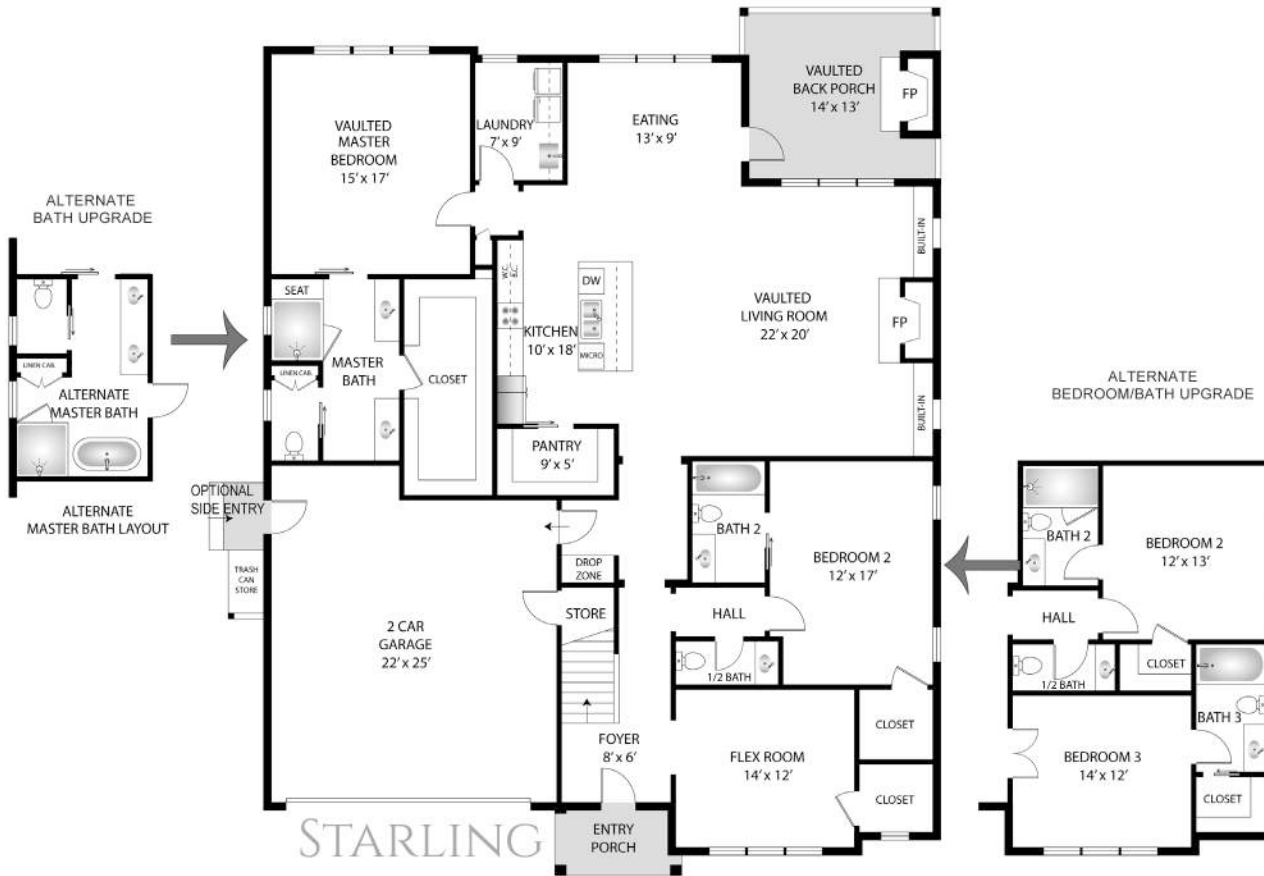 VAULTED
BACK PORCH
14' x 13'
FP
VAULTED
MASTER
BEDROOM
15' x 17'
LAUNDRY
7' x 9'
EATING
13' x 9'
ALTERNATE
BATH UPGRADE
LINEN CAB.
ALTERNATE
MASTER BATH
ALTERNATE
MASTER BATH LAYOUT
SEAT
LINEN CAB.
MASTER
BATH
CLOSET
W.C.
DW
KITCHEN
10' x 18'
MICRO
VAULTED
LIVING ROOM
22' x 20'
BUILT-IN
FP
BUILT-IN
PANTRY
9' x 5'
OPTIONAL
SIDE ENTRY
TRASH
CAN
STORE
2 CAR
GARAGE
22' x 25'
DROP
ZONE
STORE
BATH 2
BEDROOM 2
12' x 17'
HALL
1/2 BATH
CLOSET
FOYER
8' x 6'
FLEX ROOM
14' x 12'
CLOSET
ENTRY
PORCH
STARLING
ALTERNATE
BEDROOM/BATH UPGRADE
BATH 2
BEDROOM 2
12' x 13'
HALL
CLOSET
1/2 BATH
BATH 3
BEDROOM 3
14' x 12'
CLOSET